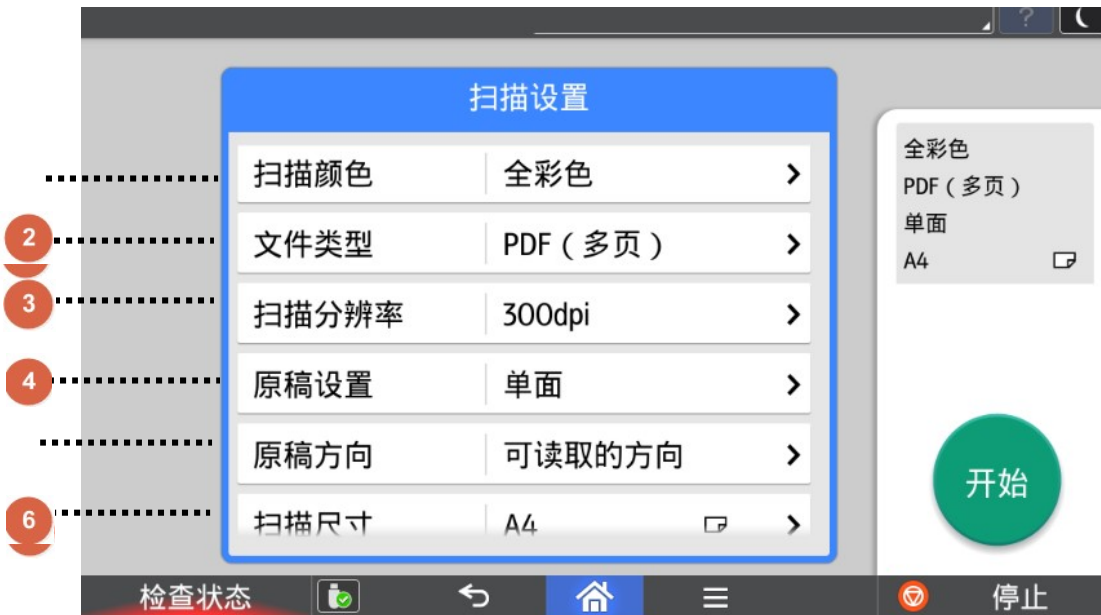 ?
扫描设置
扫描颜色 全彩色
2 文件类型 PDF（多页）
3 扫描分辨率 300dpi
4 原稿设置 单面
原稿方向 可读取的方向
6 扫描尺寸 A4
全彩色
PDF（多页）
单面
A4
开始
检查状态
停止